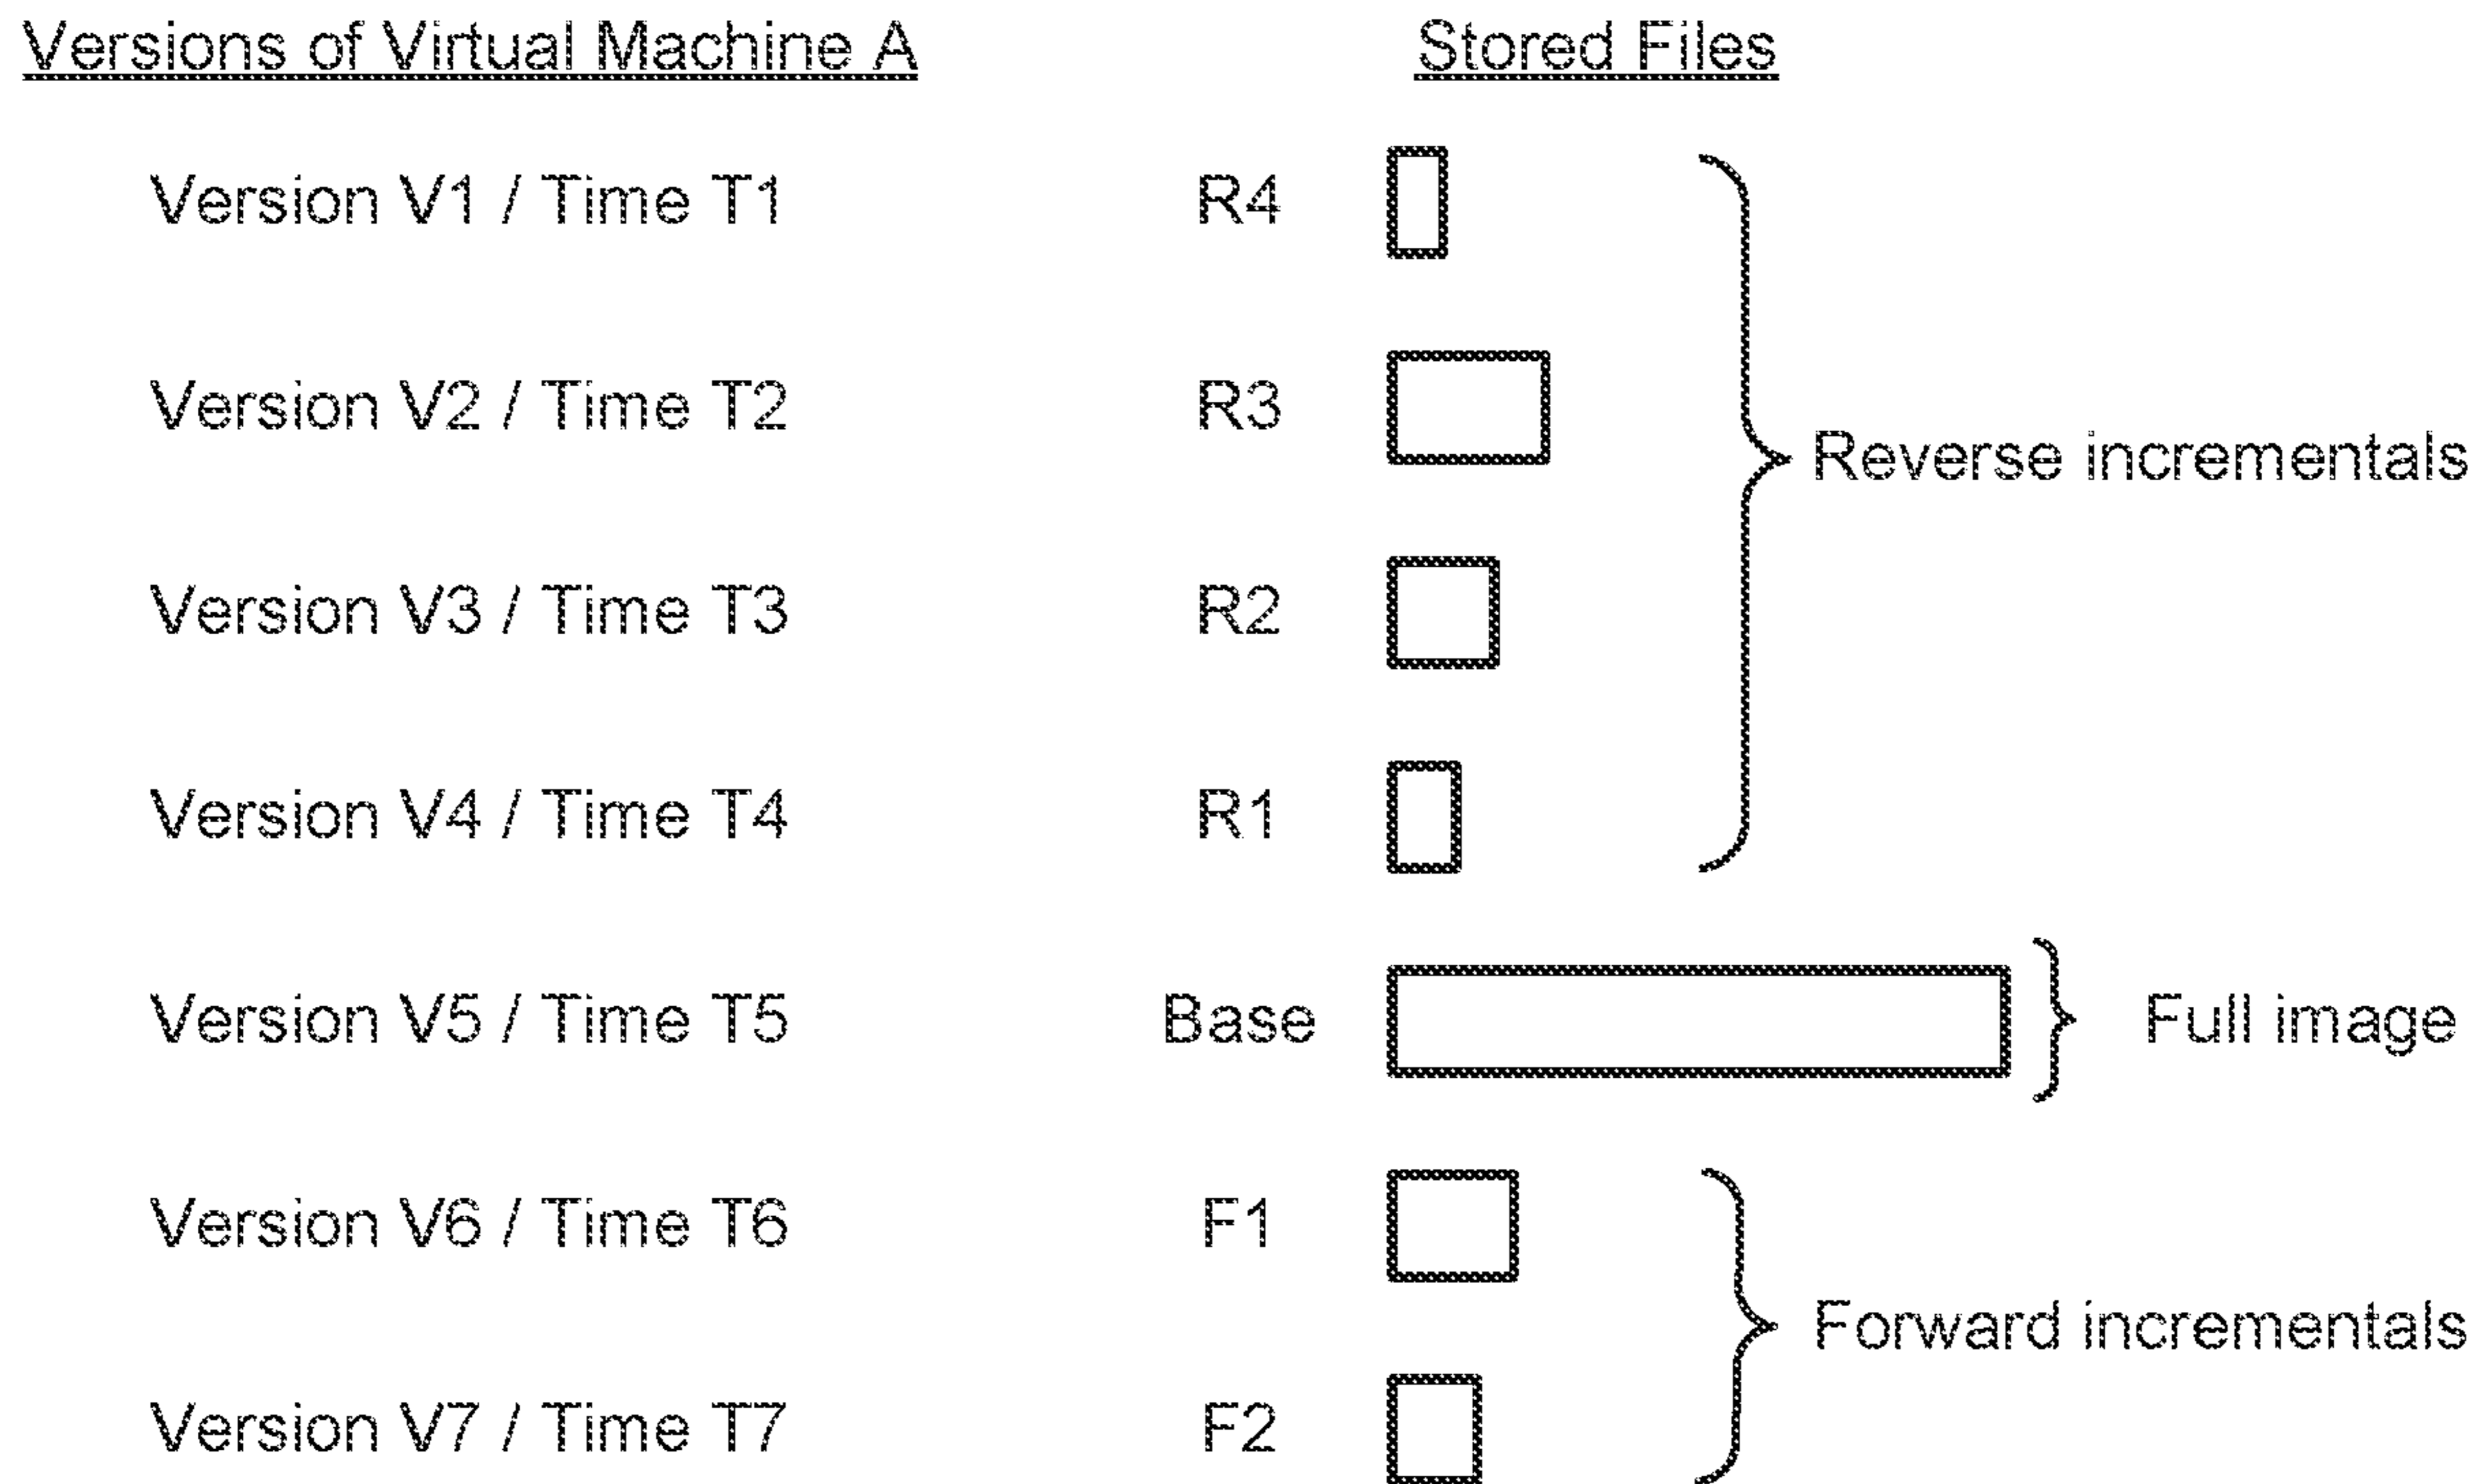 Versions of Virtual Machine A Stored Files
Version V1 / Time T1 R4
Version V2 / Time T2 R3
Reverse incrementals
Version V3 / Time T3 R2
Version V4 / Time T4 R1
Version V5 / Time T5 Base Full image
Version V6 / Time T6 F1
Forward incrementals
Version V7 / Time T7 F2